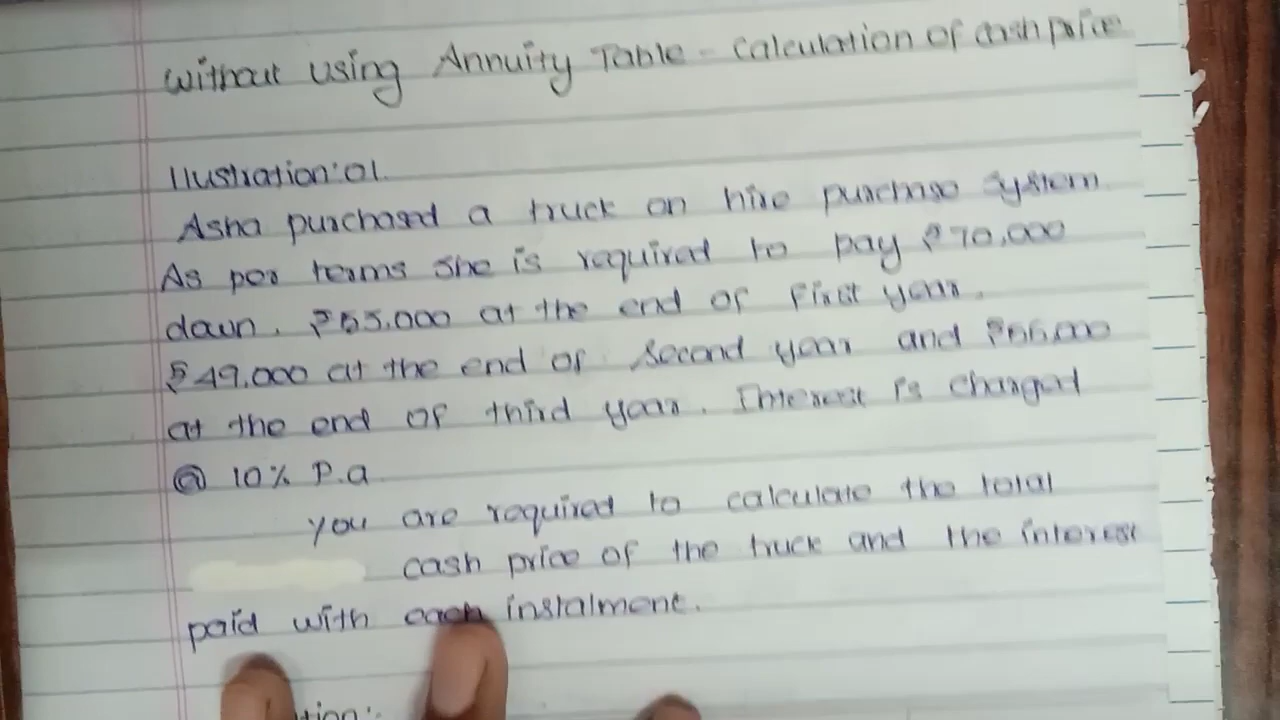 Without using Annuity Table - Calculation of cash price
Illustration:01.
Asha purchased a truck on hire purchase system
As per terms she is required to pay ₹70,000
down, ₹55,000 at the end of first year,
₹49,000 at the end of second year and
at the end of third year. Interest is charged
@ 10% P.a
you are required to calculate the total
cash price of the truck and the interest
paid with each instalment.